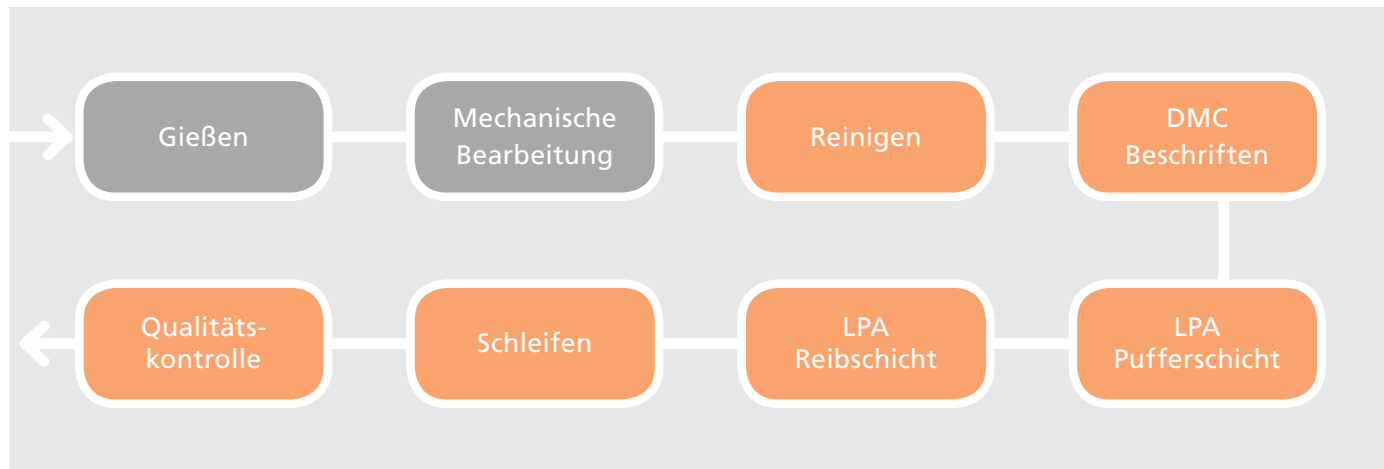 Gießen
Mechanische
Bearbeitung
Reinigen
DMC
Beschriften
Qualitäts-
kontrolle
Schleifen
LPA
Reibschicht
LPA
Pufferschicht